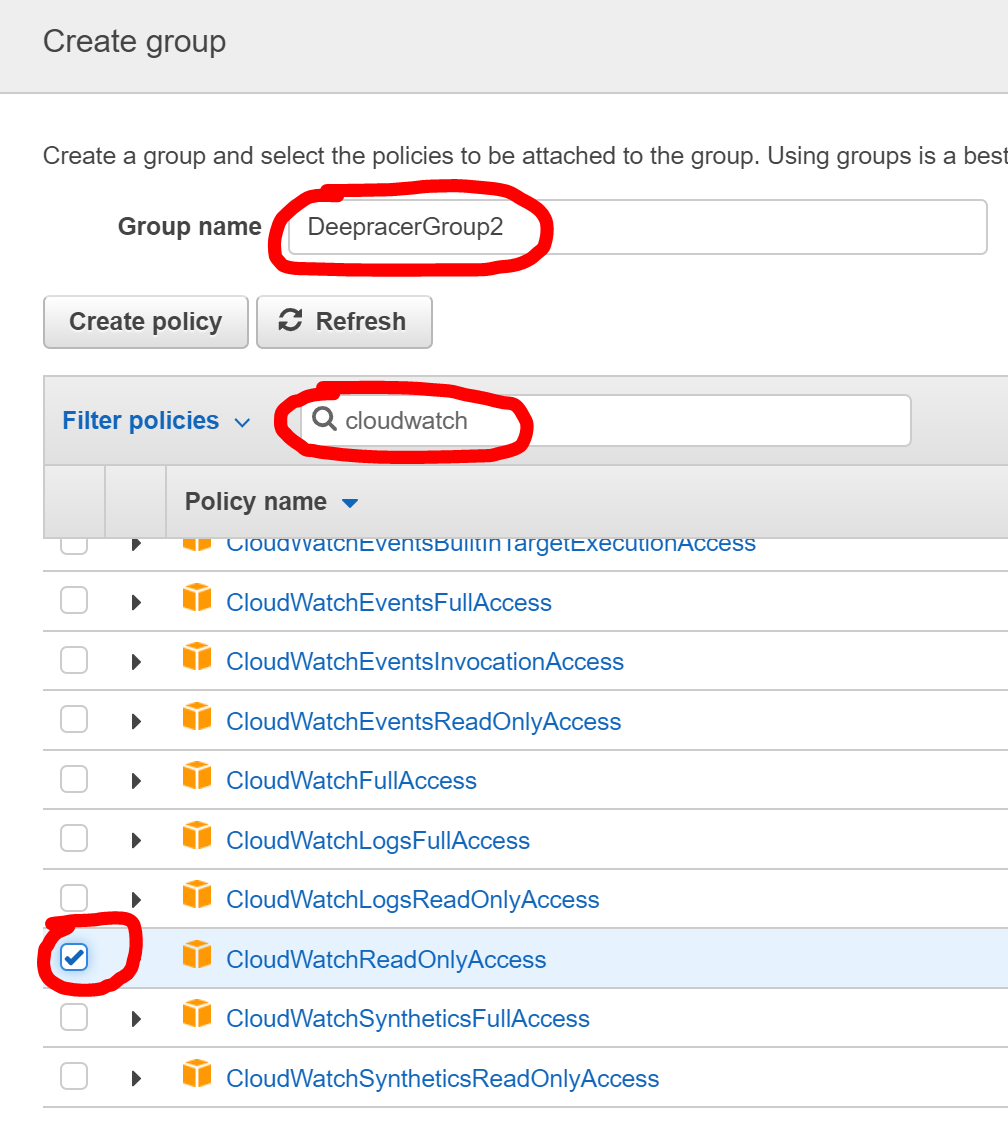 Create group
Create a group and select the policies to be attached to the group. Using groups is a best
Group name DeepracerGroup2
Create policy Refresh
Filter policies cloudwatch
Policy name
CloudWatchEventsBuiltInTargetExecutionAccess
CloudWatchEventsFullAccess
CloudWatchEventsInvocationAccess
CloudWatchEventsReadOnlyAccess
CloudWatchFullAccess
CloudWatchLogsFullAccess
CloudWatchLogsReadOnlyAccess
CloudWatchReadOnlyAccess
CloudWatchSyntheticsFullAccess
CloudWatchSyntheticsReadOnlyAccess